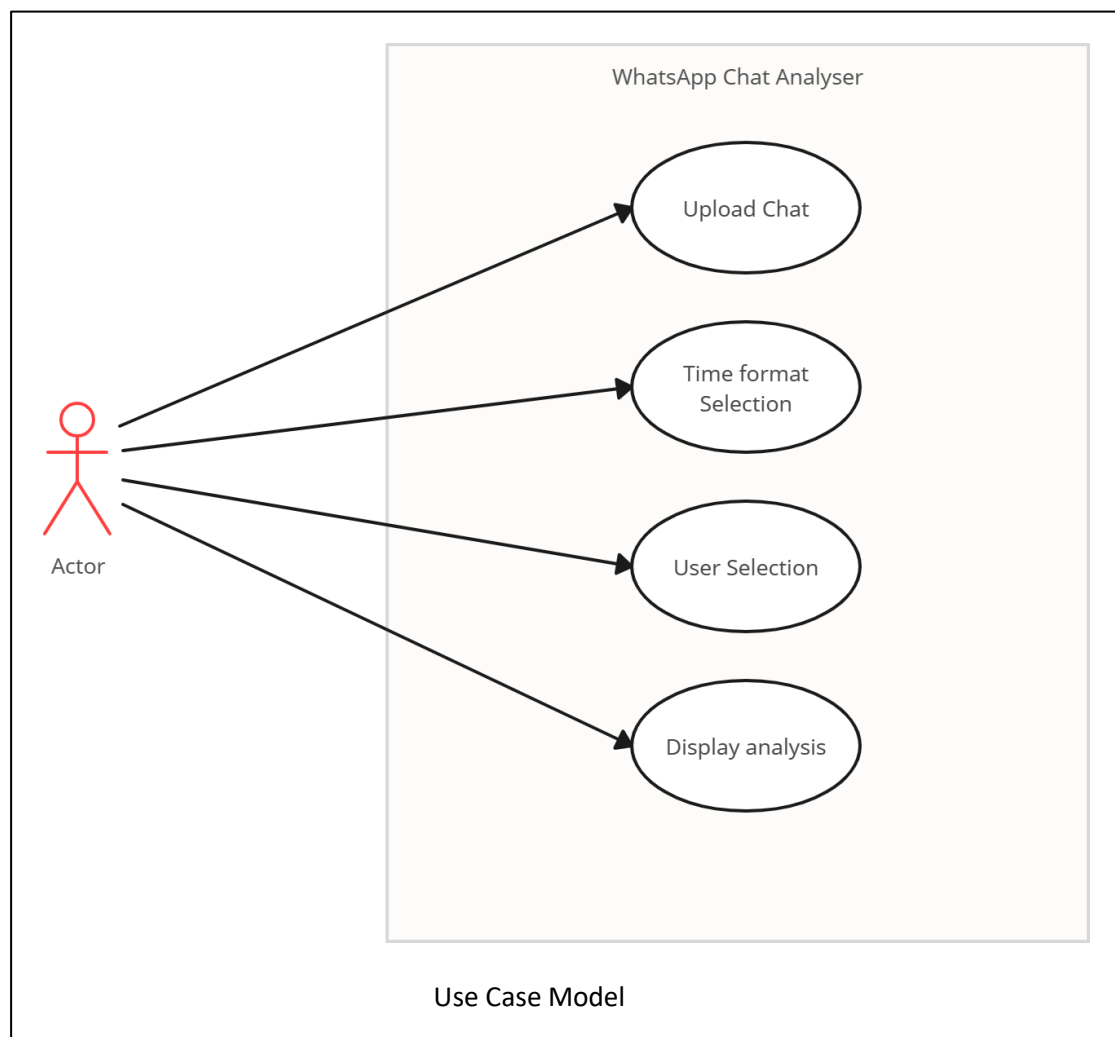 WhatsApp Chat Analyser
Upload Chat
Time format
Selection
User Selection
Display analysis
Actor
Use Case Model